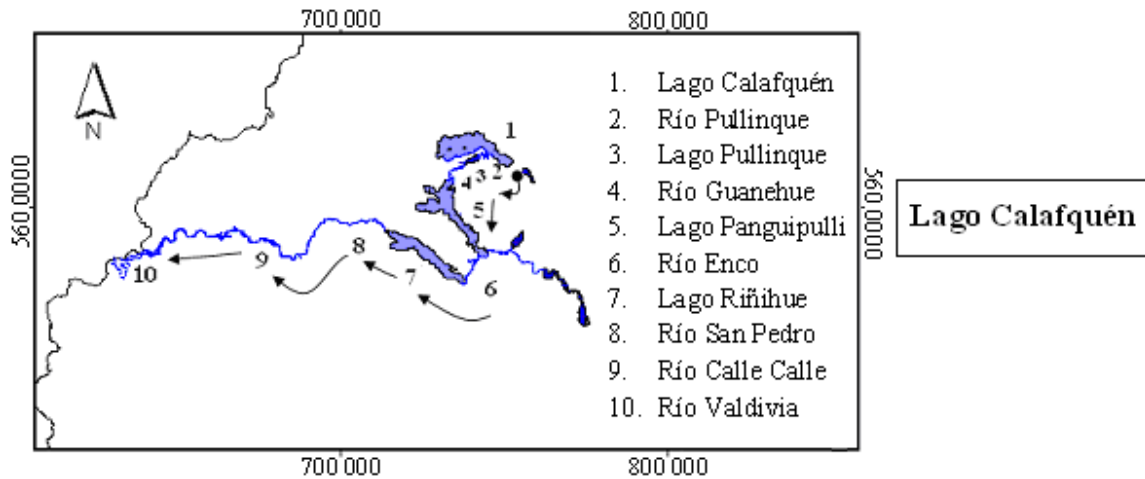 700 000 800 000
N
1. Lago Calafquén
2. Río Pullinque
3. Lago Pullinque
4. Río Guanehue
5. Lago Panguipulli
6. Río Enco
7. Lago Riñihue
8. Río San Pedro
9. Río Calle Calle
10. Río Valdivia
1
2
3
4
5
6
7
8
9
10
560,0000
560,0000
700 000 800 000
Lago Calafquén